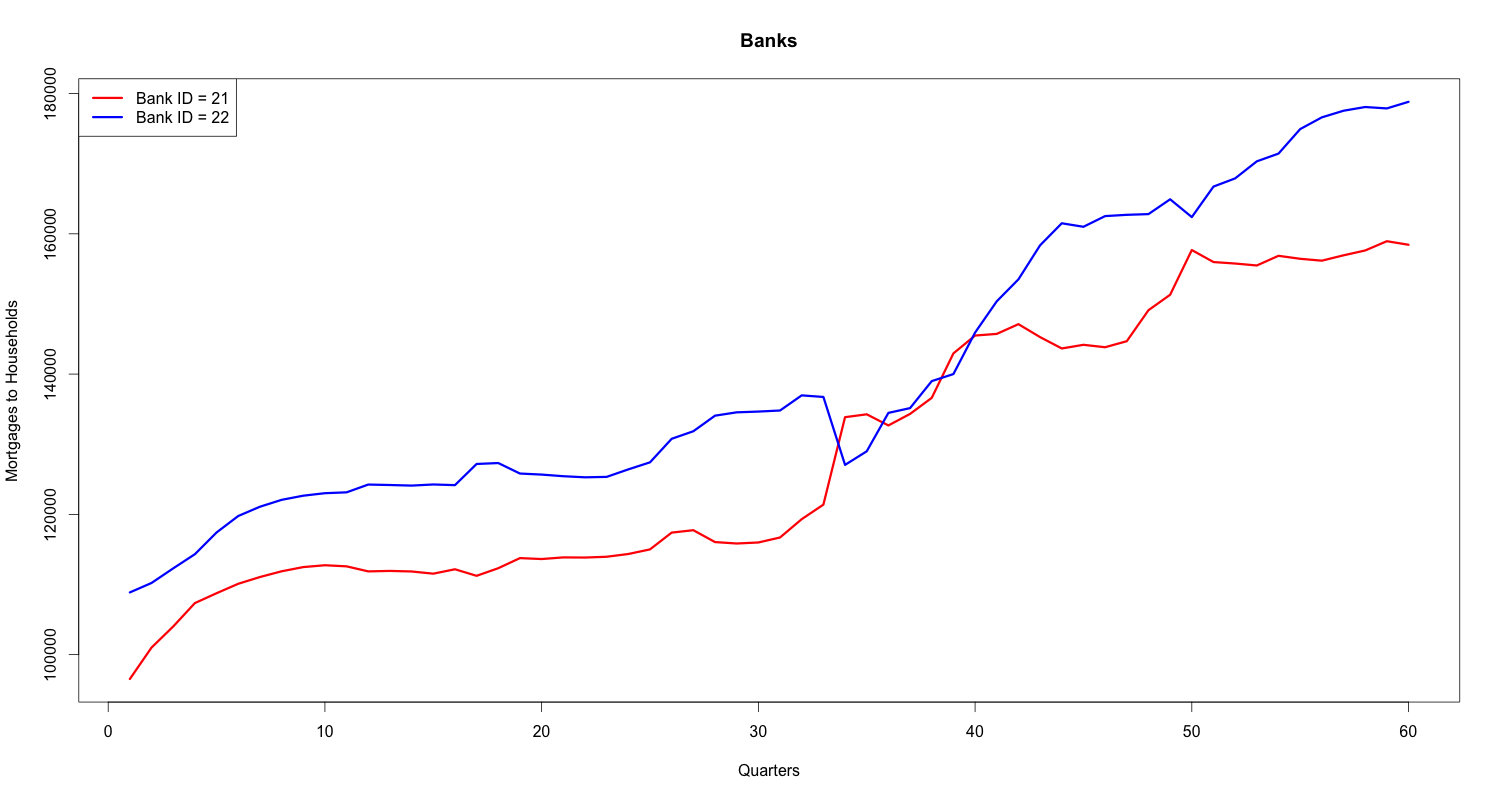 Banks
Bank ID = 21
Bank ID = 22
Mortgages to Households
180000
160000
140000
120000
100000
0 10 20 30 40 50 60
Quarters